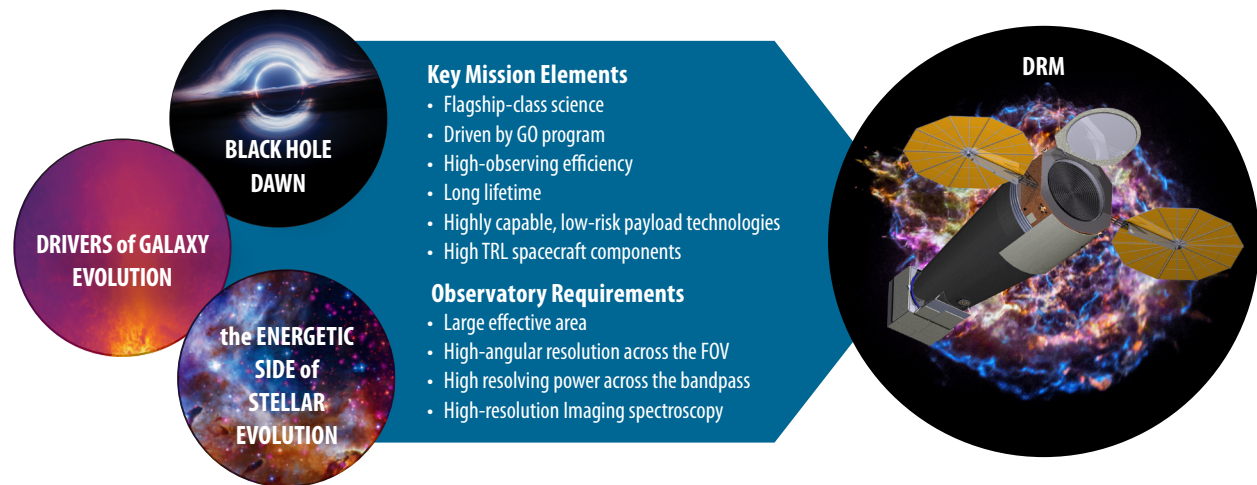 BLACK HOLE
DAWN
DRIVERS of GALAXY
EVOLUTION
the ENERGETIC
SIDE of
STELLAR
EVOLUTION
Key Mission Elements
• Flagship-class science
• Driven by GO program
• High-observing efficiency
• Long lifetime
• Highly capable, low-risk payload technologies
• High TRL spacecraft components
Observatory Requirements
• Large effective area
• High-angular resolution across the FOV
• High resolving power across the bandpass
• High-resolution Imaging spectroscopy
DRM